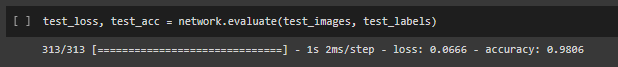 [ ] test_loss, test_acc = network.evaluate(test_images, test_labels)
313/313 [==============================] - 1s 2ms/step - loss: 0.0666 - accuracy: 0.9806